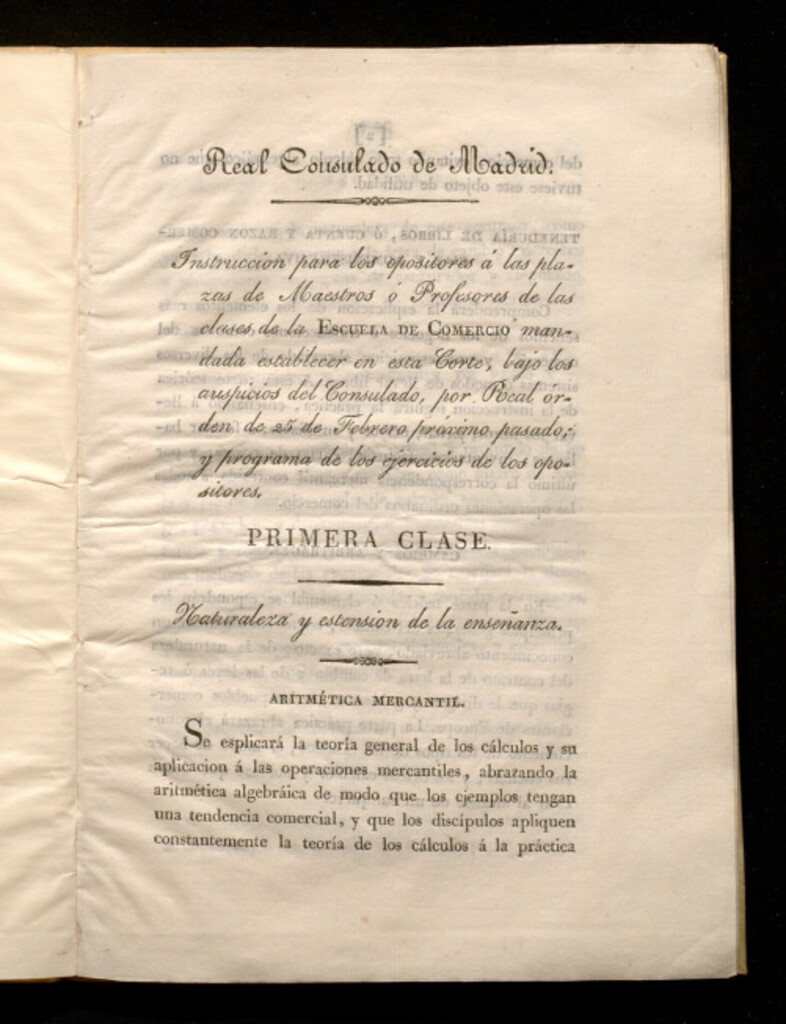 Real Consulado de Madrid.
Instruccion para los opositores á las pla-
zas de Maestros ó Profesores de las
clases de la ESCUELA DE COMERCIO man-
dada establecer en esta Corte, bajo los
auspicios del Consulado, por Real ór-
den de 25 de Febrero próximo pasado;
y programa de los ejercicios de los opo-
sitores.
PRIMERA CLASE.
Naturaleza y estension de la enseñanza.
ARITMÉTICA MERCANTIL.
Se esplicará la teoría general de los cálculos y su
aplicacion á las operaciones mercantiles, abrazando la
aritmética algebráica de modo que los ejemplos tengan
una tendencia comercial, y que los discípulos apliquen
constantemente la teoría de los cálculos á la práctica